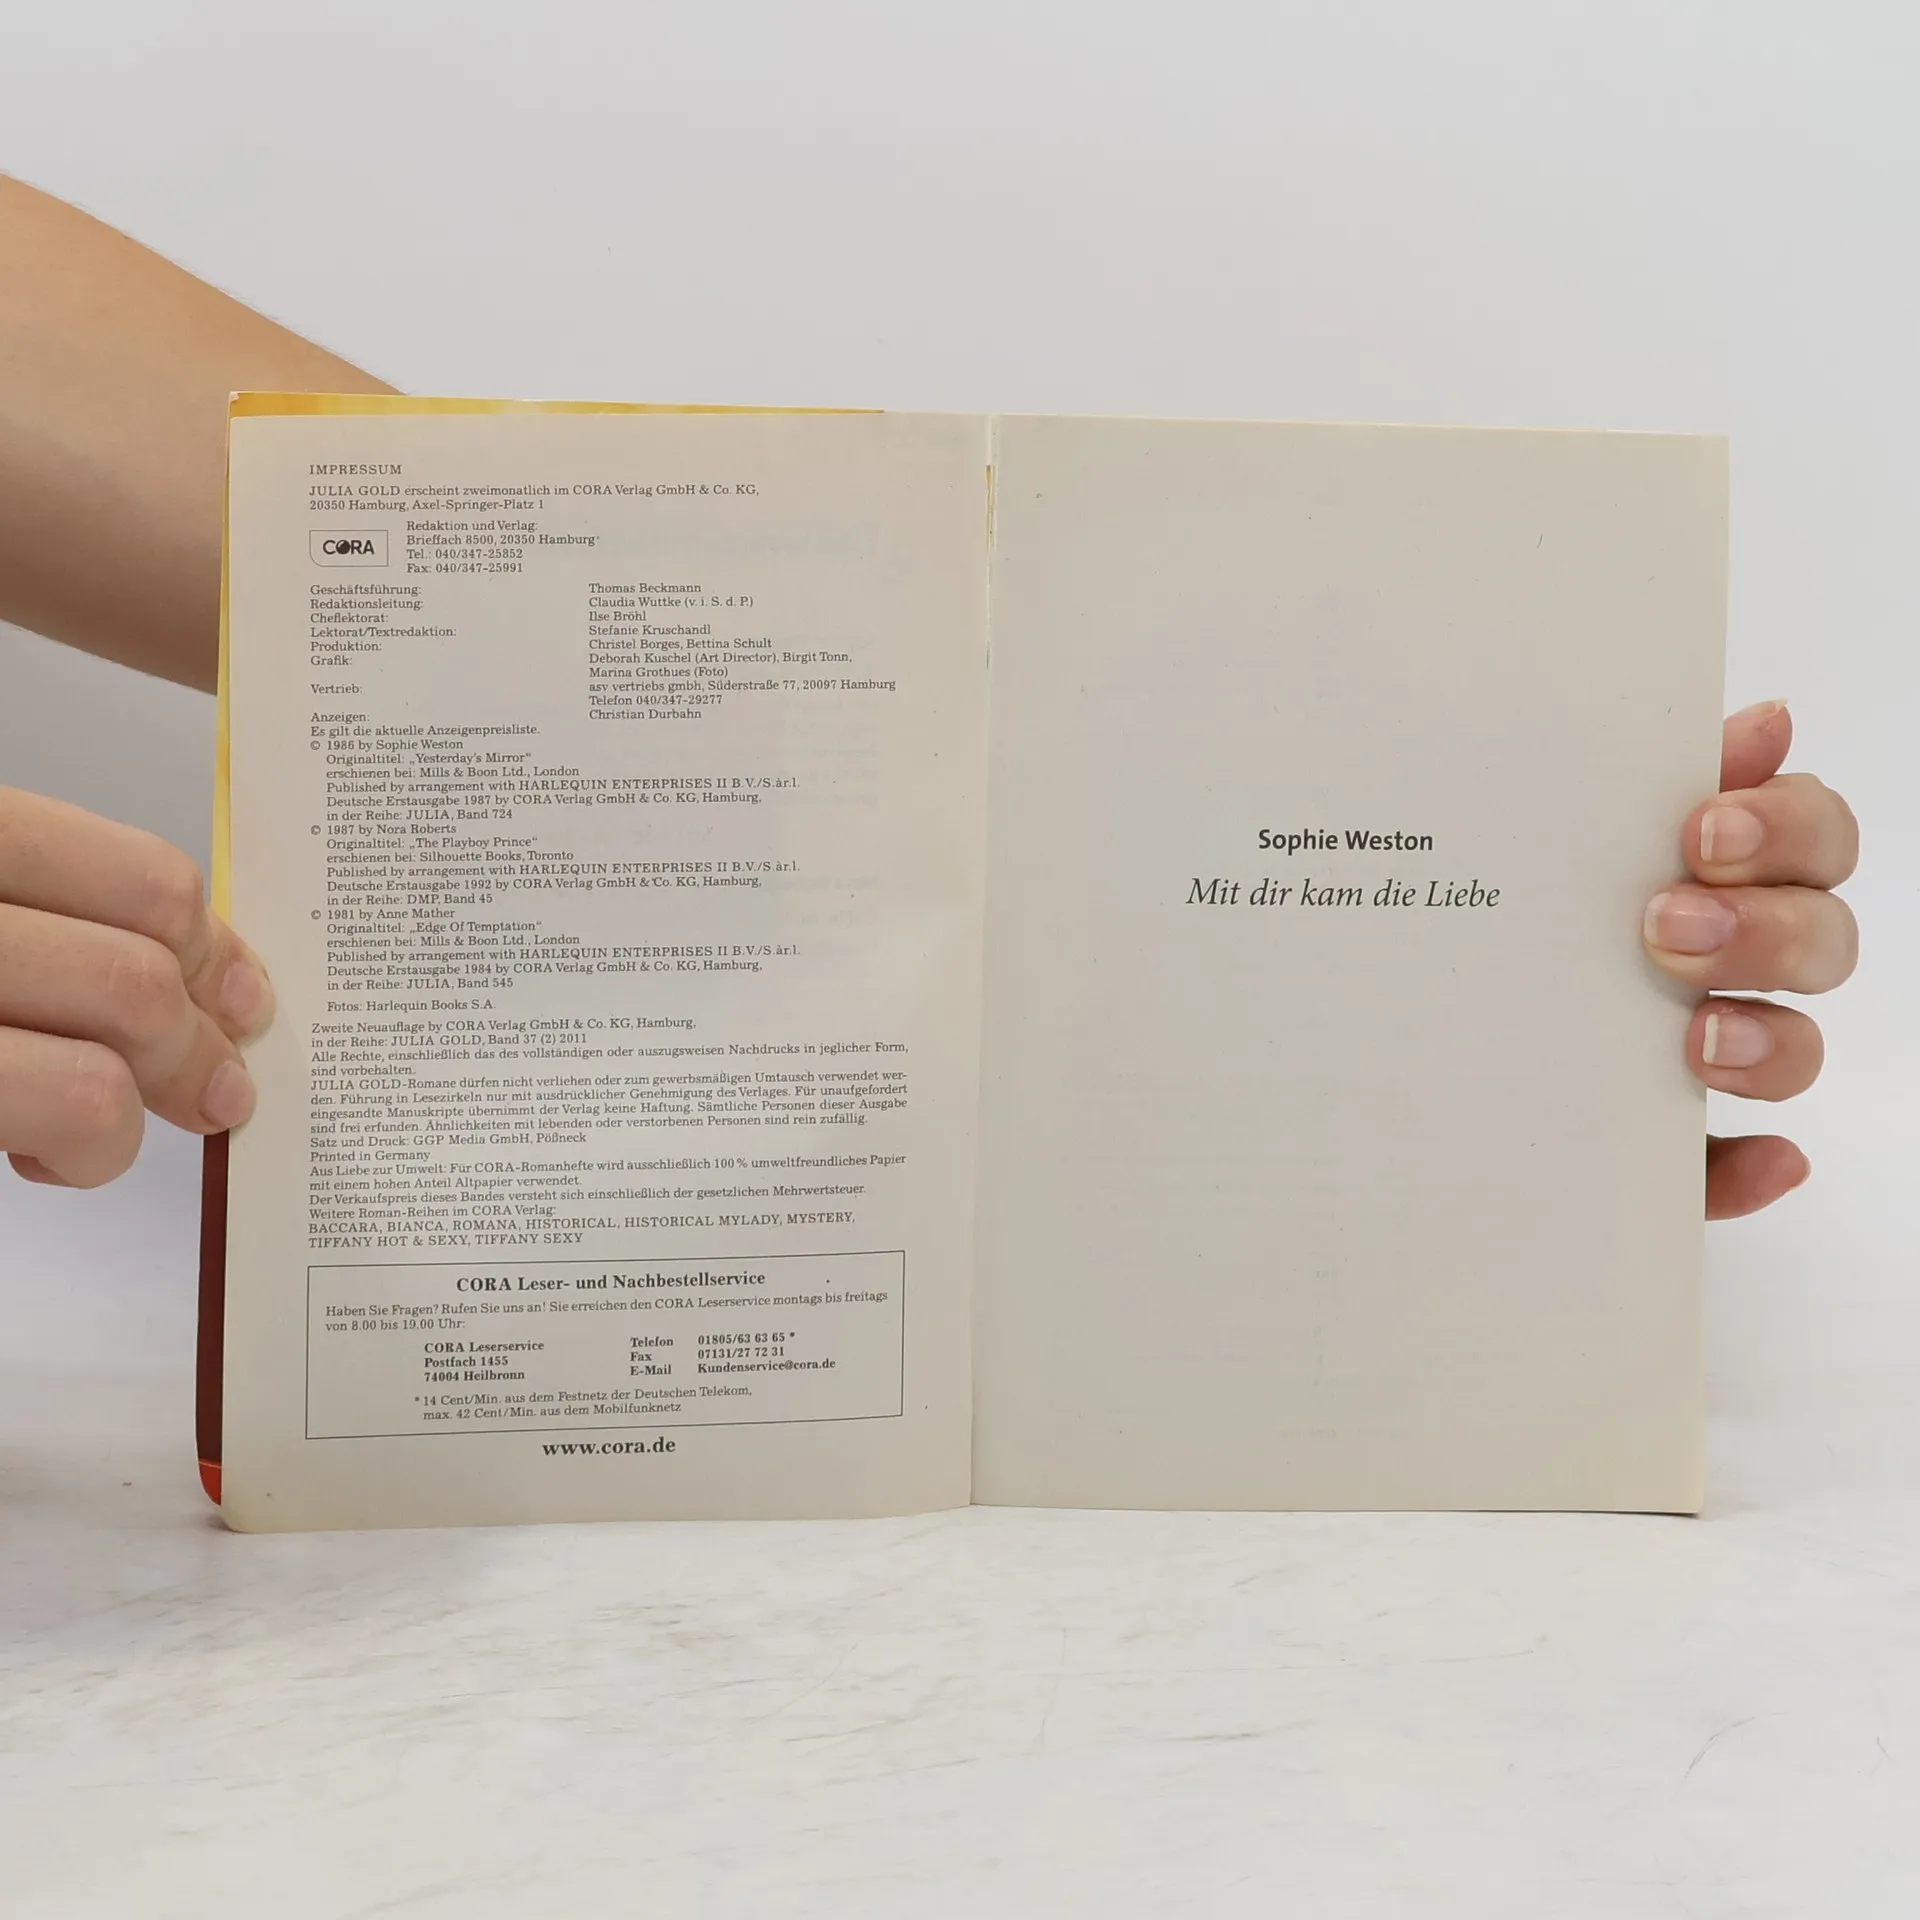 IMPRESSUM
JULIA GOLD erscheint zweimonatlich im CORA Verlag GmbH & Co. KG,
20350 Hamburg, Axel-Springer-Platz 1
CORA
Redaktion und Verlag:
Brieffach 8500, 20350 Hamburg
Tel.: 040/347-25852
Fax: 040/347-25991
Geschäftsführung: Thomas Beckmann
Redaktionsleitung: Claudia Wuttke (v. i. S. d. P.)
Cheflektorat: Ilse Bröhl
Lektorat/Textredaktion: Stefanie Kruschandl
Produktion: Christel Borges, Bettina Schult
Grafik: Deborah Kuschel (Art Director), Birgit Tonn,
Marina Grothues (Foto)
Vertrieb: asv vertriebs gmbh, Süderstraße 77, 20097 Hamburg
Telefon 040/347-29277
Anzeigen: Christian Durbahn
Es gilt die aktuelle Anzeigenpreisliste.
© 1986 by Sophie Weston
Originaltitel: „Yesterday's Mirror“
erschienen bei: Mills & Boon Ltd., London
Published by arrangement with HARLEQUIN ENTERPRISES II B.V./S.àr.l.
Deutsche Erstausgabe 1987 by CORA Verlag GmbH & Co. KG, Hamburg,
in der Reihe: JULIA, Band 724
© 1987 by Nora Roberts
Originaltitel: „The Playboy Prince“
erschienen bei: Silhouette Books, Toronto
Published by arrangement with HARLEQUIN ENTERPRISES II B.V./S.àr.l.
Deutsche Erstausgabe 1992 by CORA Verlag GmbH & Co. KG, Hamburg,
in der Reihe: DMP, Band 45
© 1981 by Anne Mather
Originaltitel: „Edge Of Temptation“
erschienen bei: Mills & Boon Ltd., London
Published by arrangement with HARLEQUIN ENTERPRISES II B.V./S.àr.l.
Deutsche Erstausgabe 1984 by CORA Verlag GmbH & Co. KG, Hamburg,
in der Reihe: JULIA, Band 545
Fotos: Harlequin Books S.A.
Zweite Neuauflage by CORA Verlag GmbH & Co. KG, Hamburg,
in der Reihe: JULIA GOLD, Band 37 (2) 2011
Alle Rechte, einschließlich das des vollständigen oder auszugsweisen Nachdrucks in jeglicher Form,
sind vorbehalten.
JULIA GOLD-Romane dürfen nicht verliehen oder zum gewerbsmäßigen Umtausch verwendet wer-
den. Führung in Lesezirkeln nur mit ausdrücklicher Genehmigung des Verlages. Für unaufgefordert
eingesandte Manuskripte übernimmt der Verlag keine Haftung. Sämtliche Personen dieser Ausgabe
sind frei erfunden. Ähnlichkeiten mit lebenden oder verstorbenen Personen sind rein zufällig.
Satz und Druck: GGP Media GmbH, Pößneck
Printed in Germany
Aus Liebe zur Umwelt: Für CORA-Romanhefte wird ausschließlich 100 % umweltfreundliches Papier
mit einem hohen Anteil Altpapier verwendet.
Der Verkaufspreis dieses Bandes versteht sich einschließlich der gesetzlichen Mehrwertsteuer.
Weitere Roman-Reihen im CORA Verlag:
BACCARA, BIANCA, ROMANA, HISTORICAL, HISTORICAL MYLADY, MYSTERY,
TIFFANY HOT & SEXY, TIFFANY SEXY
CORA Leser- und Nachbestellservice
Haben Sie Fragen? Rufen Sie uns an! Sie erreichen den CORA Leserservice montags bis freitags
von 8.00 bis 19.00 Uhr:
CORA Leserservice Telefon 01805/63 63 65 *
Postfach 1455 Fax 07131/27 72 31
74004 Heilbronn E-Mail Kundenservice@cora.de
* 14 Cent/Min. aus dem Festnetz der Deutschen Telekom,
max. 42 Cent/Min. aus dem Mobilfunknetz
www.cora.de
Sophie Weston
Mit dir kam die Liebe